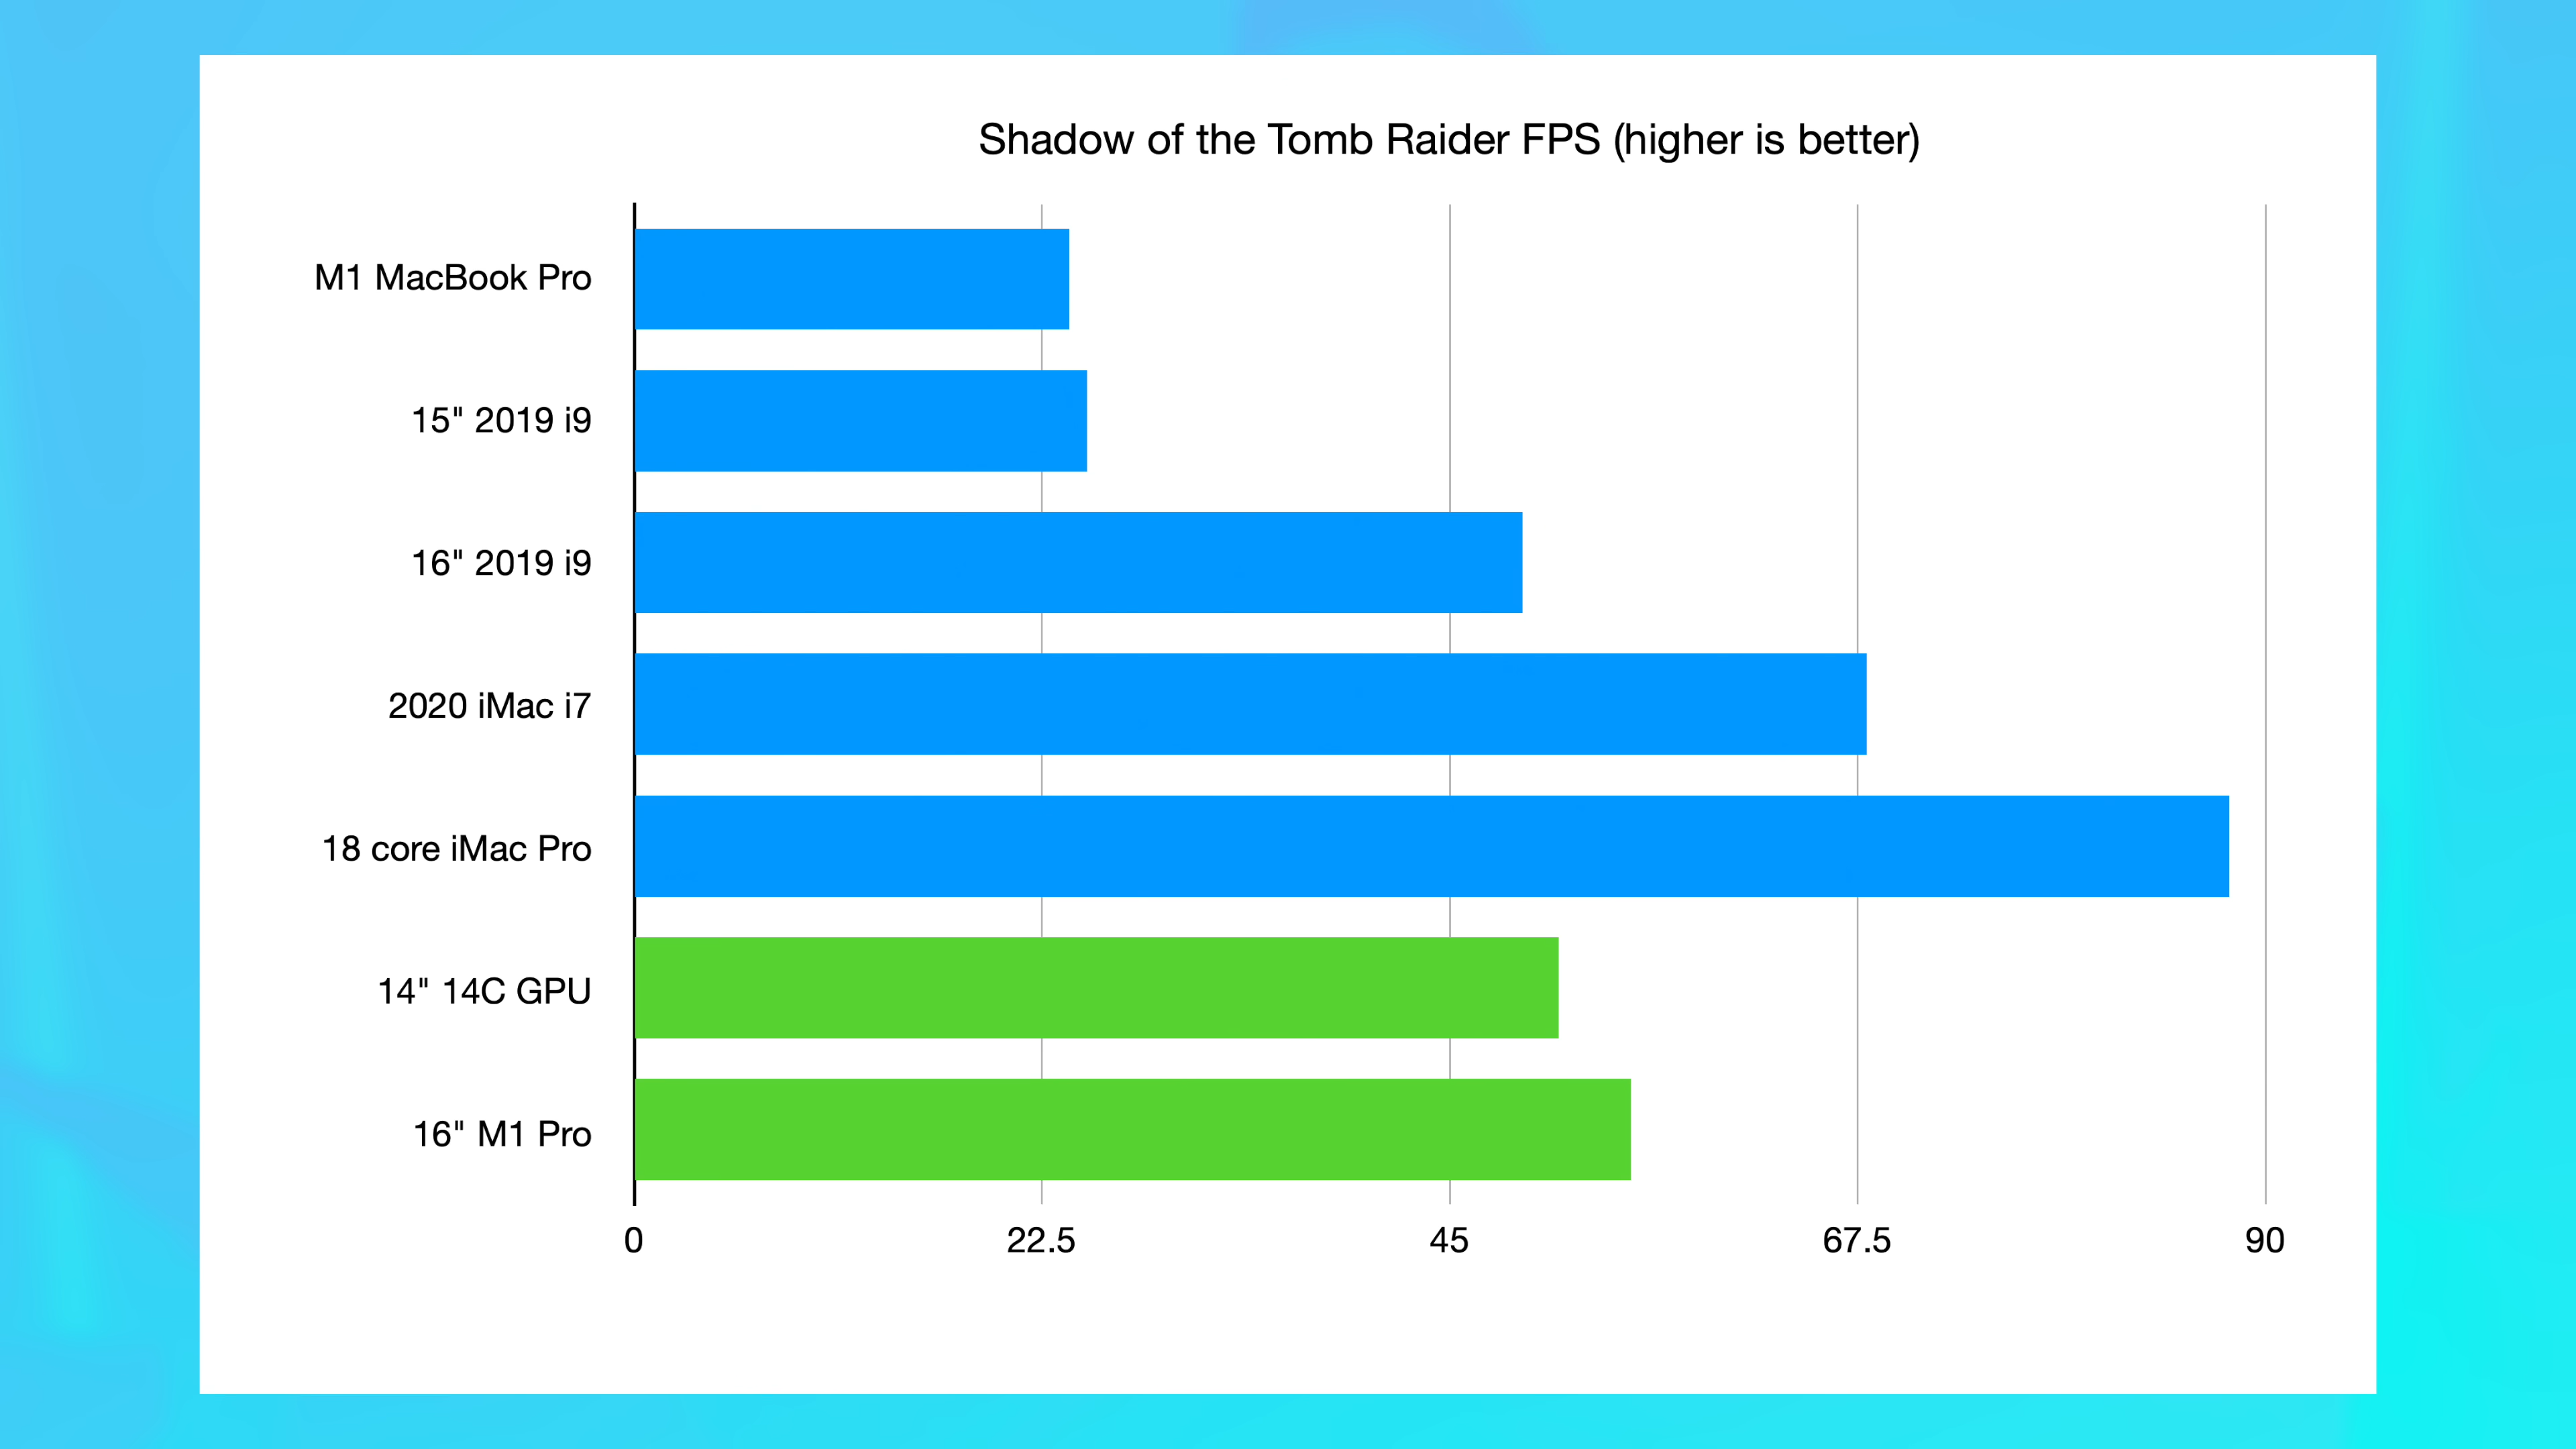 Shadow of the Tomb Raider FPS (higher is better)
M1 MacBook Pro
15" 2019 i9
16" 2019 i9
2020 iMac i7
18 core iMac Pro
14" 14C GPU
16" M1 Pro
0 22.5 45 67.5 90